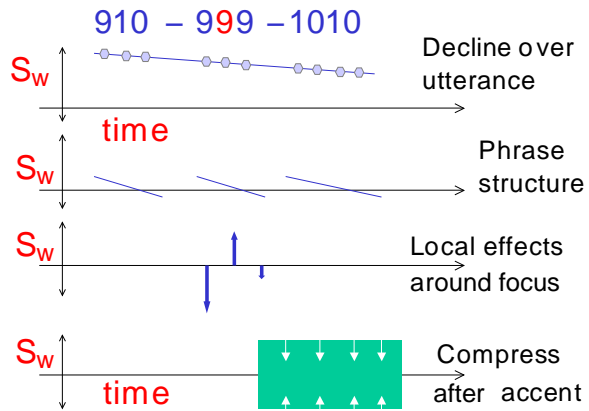 910 – 999 – 1010
Decline over
utterance
Sw
time
Phrase
structure
Sw
Local effects
around focus
Sw
Compress
after accent
Sw
time